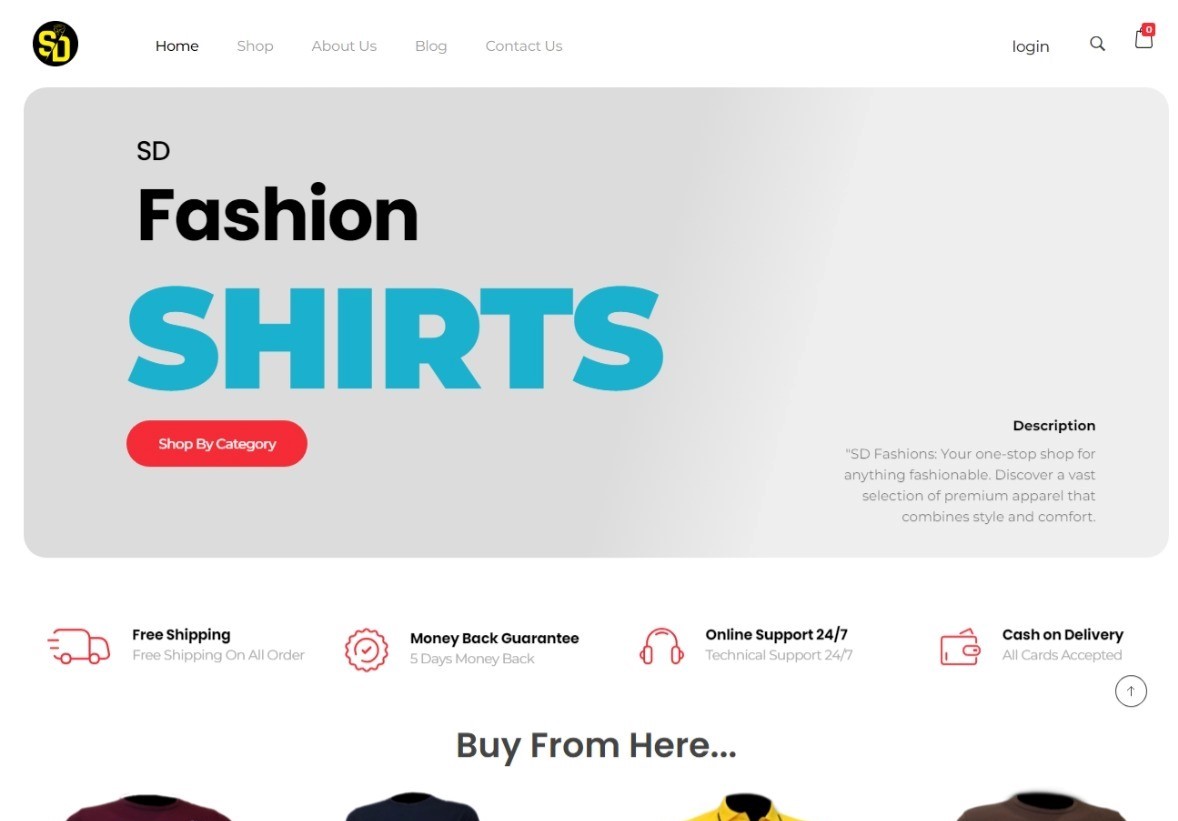 SD
Home Shop About Us Blog Contact Us login 0
SD
Fashion
SHIRTS
Shop By Category
Description
"SD Fashions: Your one-stop shop for
anything fashionable. Discover a vast
selection of premium apparel that
combines style and comfort.
Free Shipping
Free Shipping On All Order
Money Back Guarantee
5 Days Money Back
Online Support 24/7
Technical Support 24/7
Cash on Delivery
All Cards Accepted
Buy From Here...